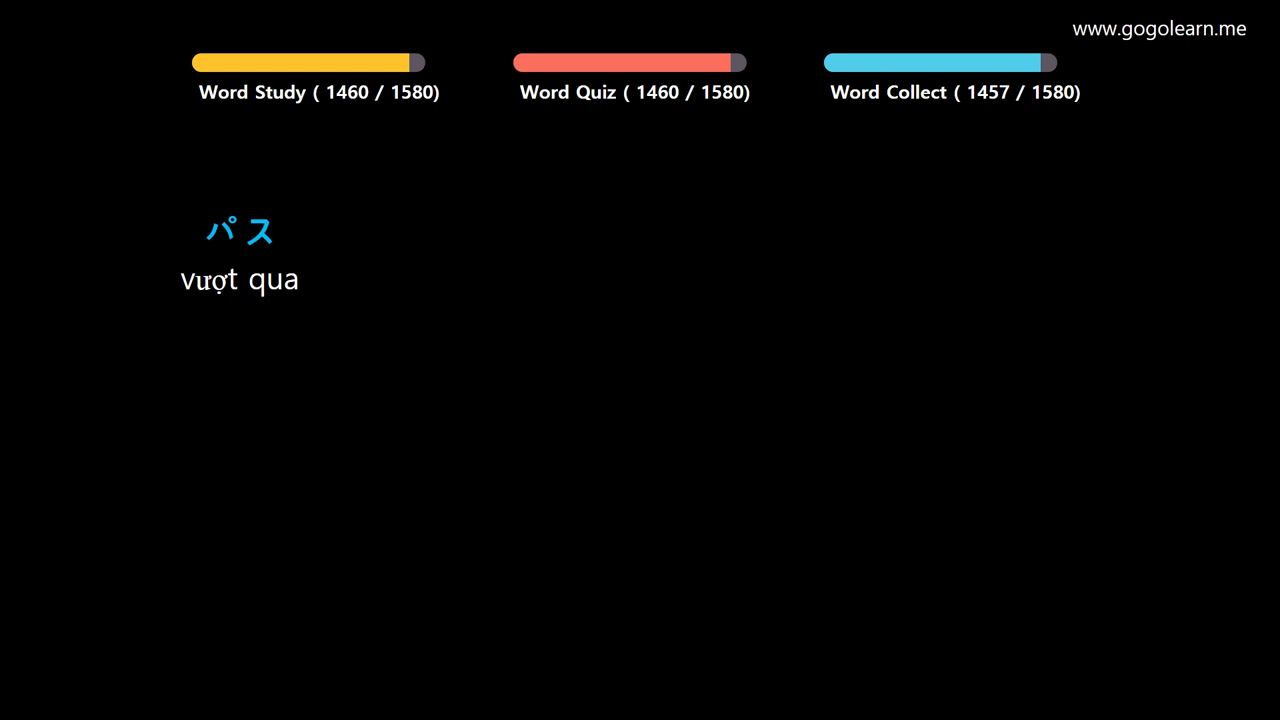 www.gogolearn.me
Word Study ( 1460 / 1580)
Word Quiz ( 1460 / 1580)
Word Collect ( 1457 / 1580)
パス
vượt qua